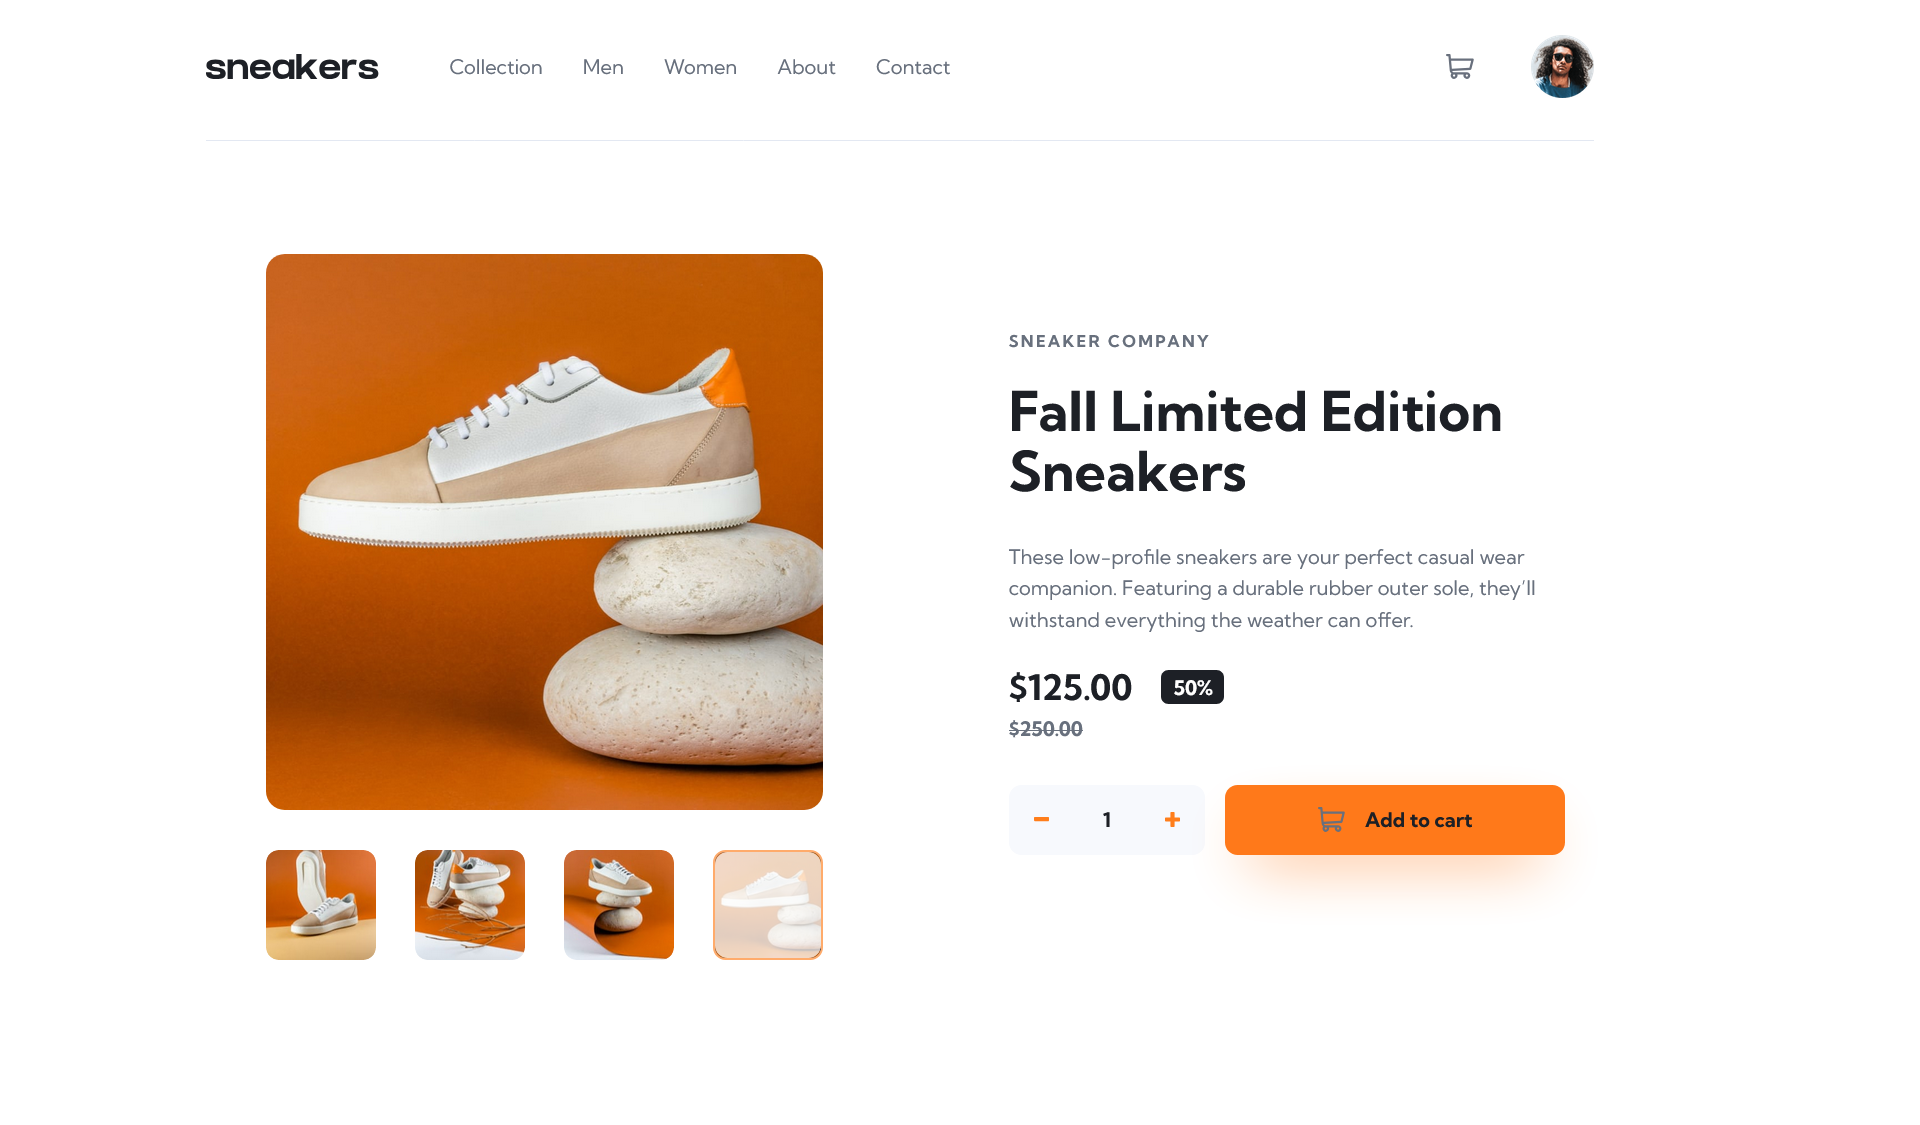 sneakers
Collection Men Women About Contact
SNEAKER COMPANY
Fall Limited Edition
Sneakers
These low-profile sneakers are your perfect casual wear
companion. Featuring a durable rubber outer sole, they’ll
withstand everything the weather can offer.
$125.00 50%
$250.00
1 Add to cart